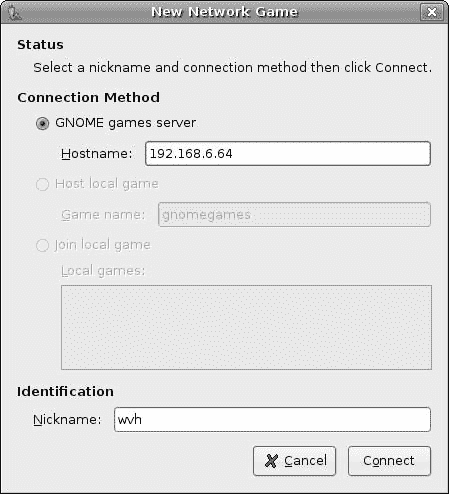 New Network Game
Status
Select a nickname and connection method then click Connect.
Connection Method
GNOME games server
Hostname: 192.168.6.64
Host local game
Game name: gnomegames
Join local game
Local games:
Identification
Nickname: wvh
Cancel Connect